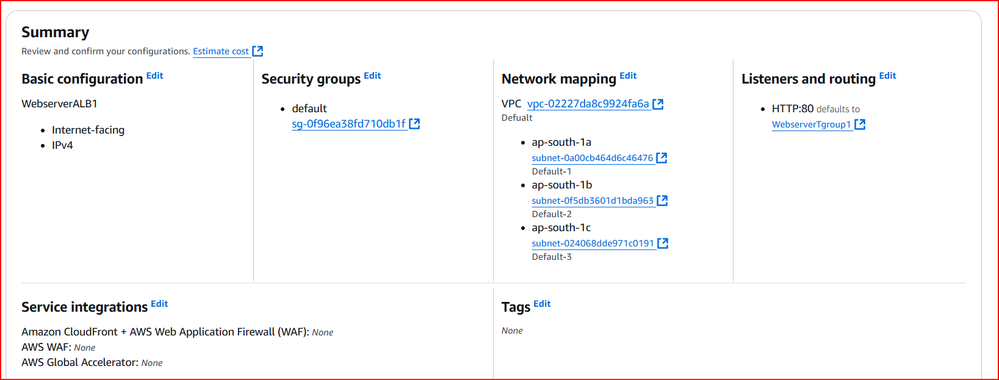 Summary
Review and confirm your configurations. Estimate cost
Basic configuration Edit
WebserverALB1
Internet-facing
IPv4
Security groups Edit
default
sg-0f96ea38fd710db1f
Network mapping Edit
VPC vpc-02227da8c9924fa6a
Defualt
ap-south-1a
subnet-0a00cb464d6c46476
Default-1
ap-south-1b
subnet-0f5db3601d1bda963
Default-2
ap-south-1c
subnet-024068dde971c0191
Default-3
Listeners and routing Edit
HTTP:80 defaults to
WebserverTgroup1
Service integrations Edit
Amazon CloudFront + AWS Web Application Firewall (WAF): None
AWS WAF: None
AWS Global Accelerator: None
Tags Edit
None